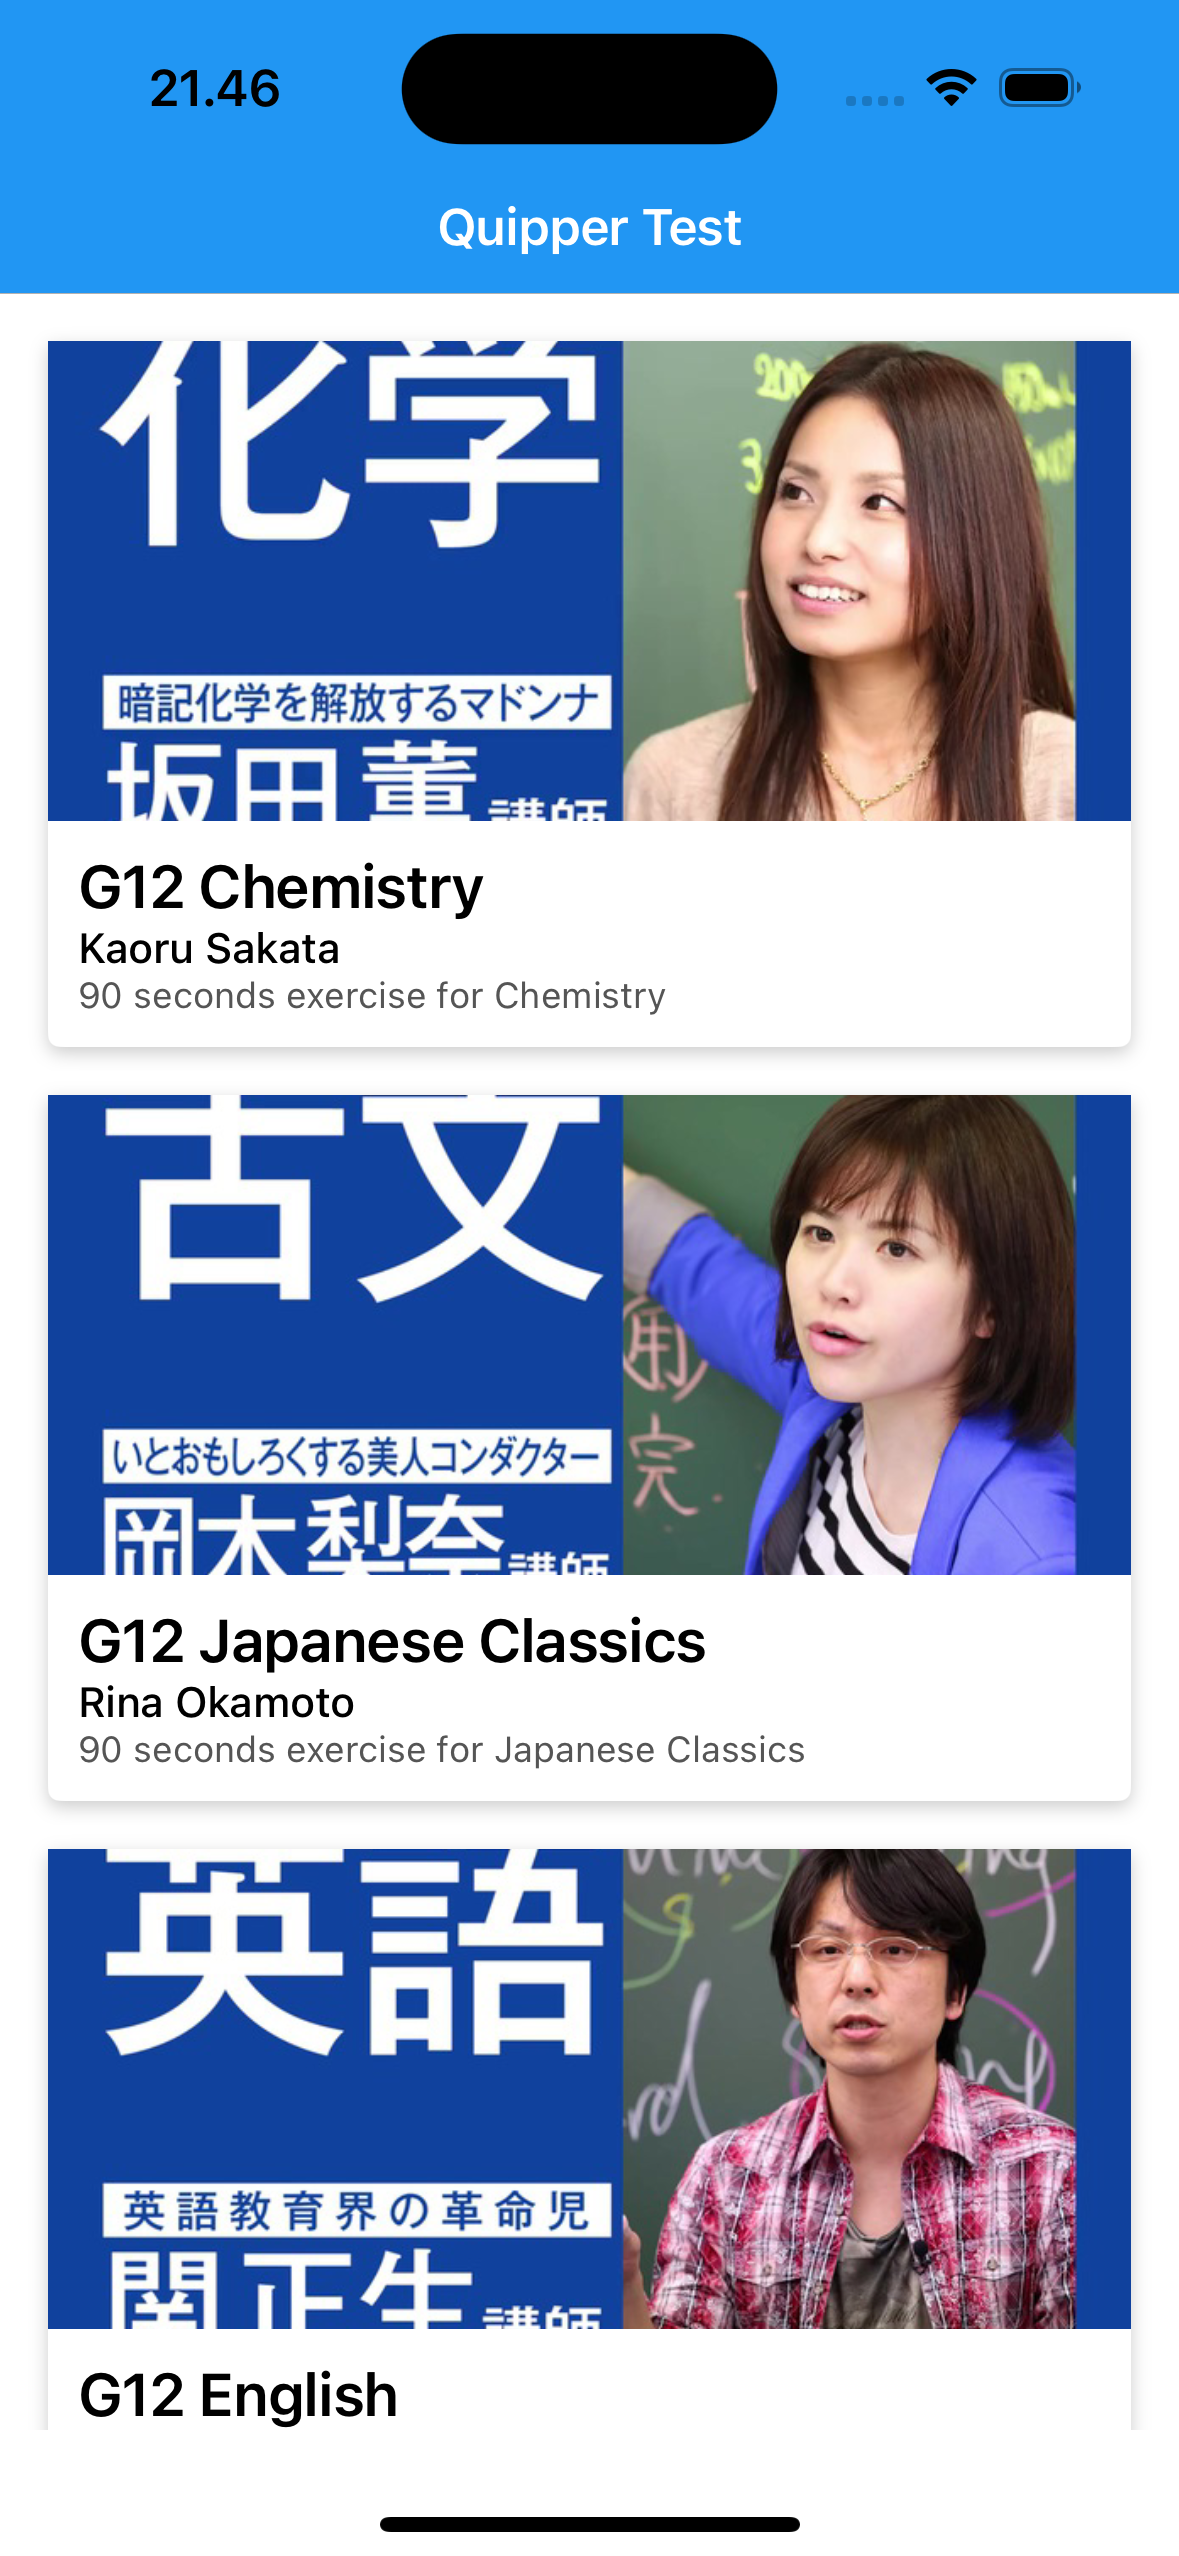 21.46
Quipper Test
化学
暗記化学を解放するマドンナ
坂田 薫 講師
G12 Chemistry
Kaoru Sakata
90 seconds exercise for Chemistry
古文
いとおもしろくする美人コンダクター
岡本梨奈 講師
G12 Japanese Classics
Rina Okamoto
90 seconds exercise for Japanese Classics
英語
英語教育界の革命児
関 正生 講師
G12 English